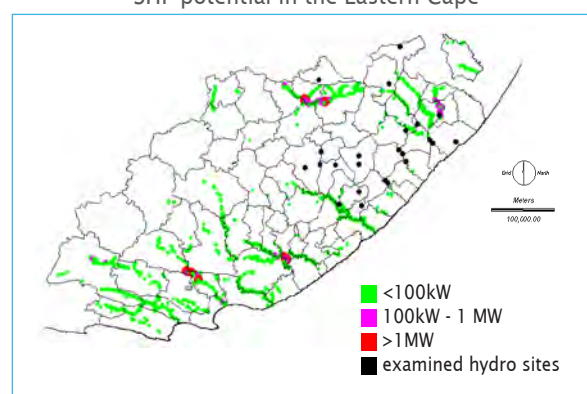 SHP potential in the Eastern Cape
Grid
North
Meters
100,000.00
<100kW
100kW - 1 MW
>1MW
examined hydro sites